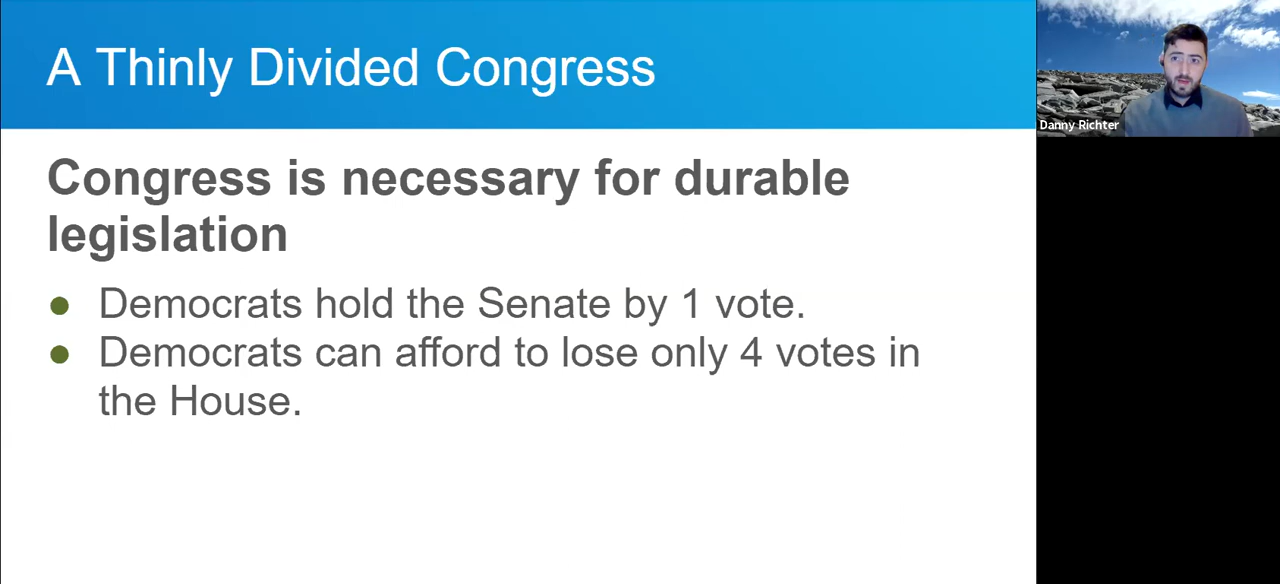 A Thinly Divided Congress
Danny Richter
Congress is necessary for durable
legislation
● Democrats hold the Senate by 1 vote.
● Democrats can afford to lose only 4 votes in
the House.